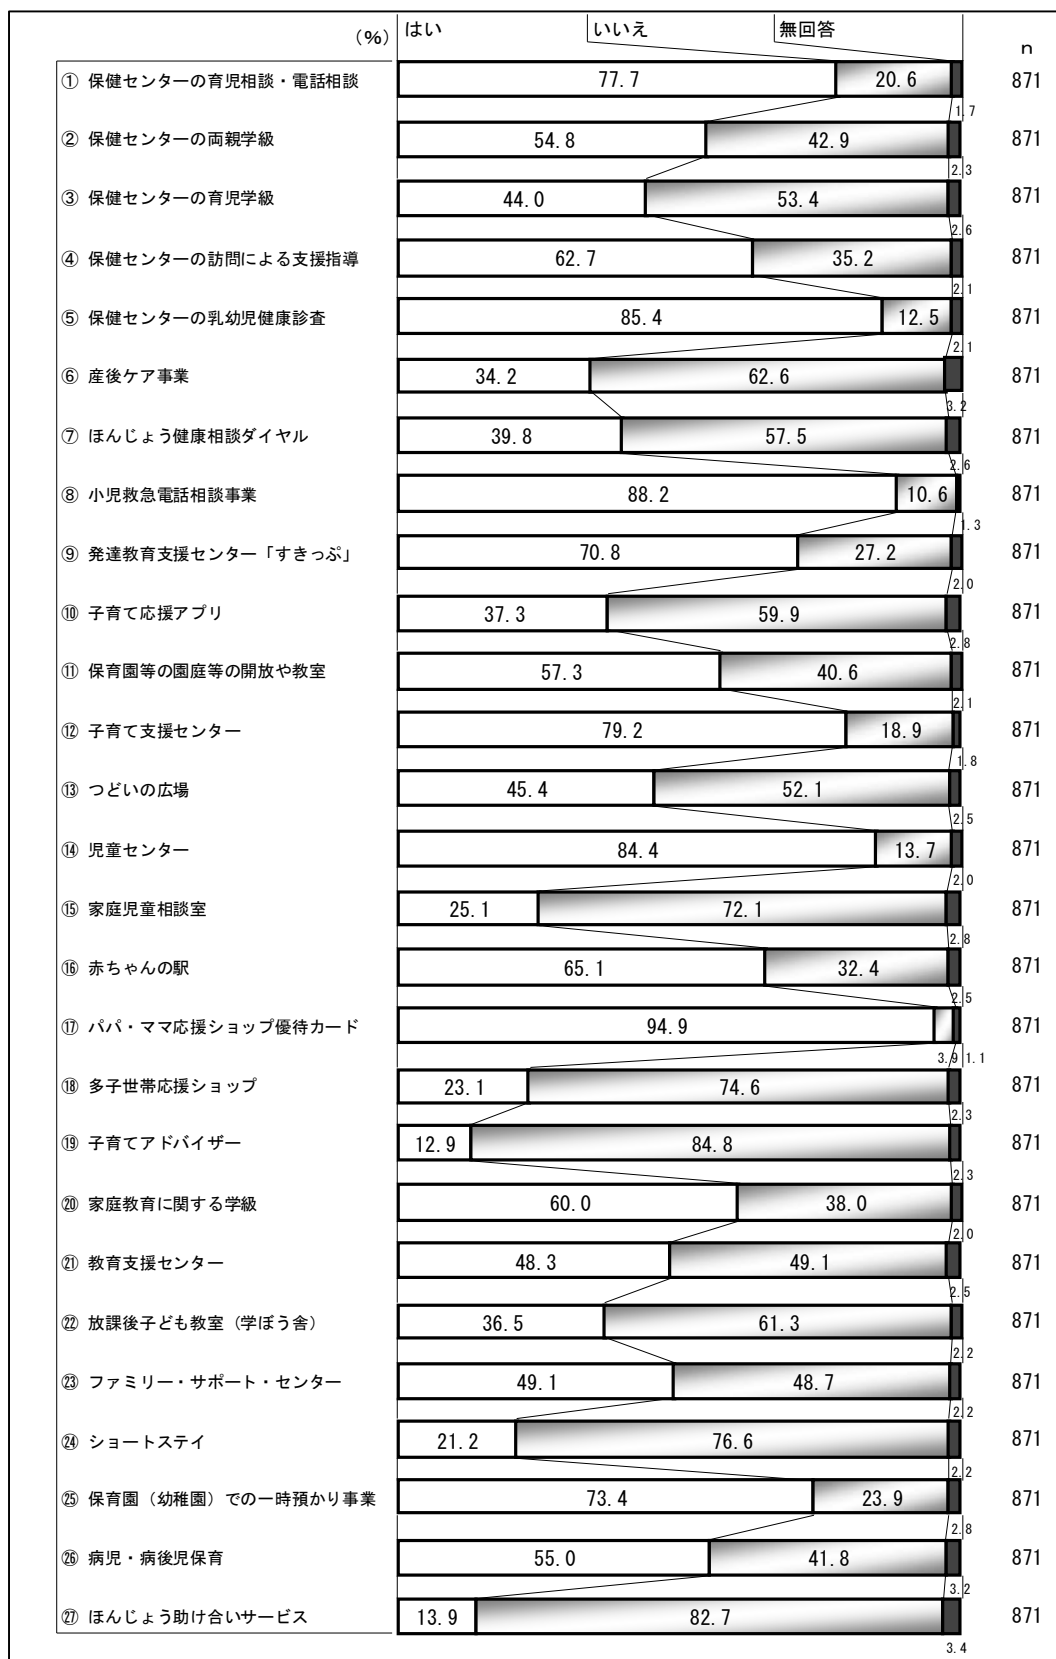 (%) はい いいえ 無回答 n
① 保健センターの育児相談・電話相談 77.7 20.6 1.7 871
② 保健センターの両親学級 54.8 42.9 2.3 871
③ 保健センターの育児学級 44.0 53.4 2.6 871
④ 保健センターの訪問による支援指導 62.7 35.2 2.1 871
⑤ 保健センターの乳幼児健康診査 85.4 12.5 2.1 871
⑥ 産後ケア事業 34.2 62.6 3.2 871
⑦ ほんじょう健康相談ダイヤル 39.8 57.5 2.6 871
⑧ 小児救急電話相談事業 88.2 10.6 1.3 871
⑨ 発達教育支援センター「すきっぷ」 70.8 27.2 2.0 871
⑩ 子育て応援アプリ 37.3 59.9 2.8 871
⑪ 保育園等の園庭等の開放や教室 57.3 40.6 2.1 871
⑫ 子育て支援センター 79.2 18.9 1.8 871
⑬ つどいの広場 45.4 52.1 2.5 871
⑭ 児童センター 84.4 13.7 2.0 871
⑮ 家庭児童相談室 25.1 72.1 2.8 871
⑯ 赤ちゃんの駅 65.1 32.4 2.5 871
⑰ パパ・ママ応援ショップ優待カード 94.9 3.9 1.1 871
⑱ 多子世帯応援ショップ 23.1 74.6 2.3 871
⑲ 子育てアドバイザー 12.9 84.8 2.3 871
⑳ 家庭教育に関する学級 60.0 38.0 2.0 871
㉑ 教育支援センター 48.3 49.1 2.5 871
㉒ 放課後子ども教室（学ぼう舎） 36.5 61.3 2.2 871
㉓ ファミリー・サポート・センター 49.1 48.7 2.2 871
㉔ ショートステイ 21.2 76.6 2.2 871
㉕ 保育園（幼稚園）での一時預かり事業 73.4 23.9 2.8 871
㉖ 病児・病後児保育 55.0 41.8 3.2 871
㉗ ほんじょう助け合いサービス 13.9 82.7 3.4 871